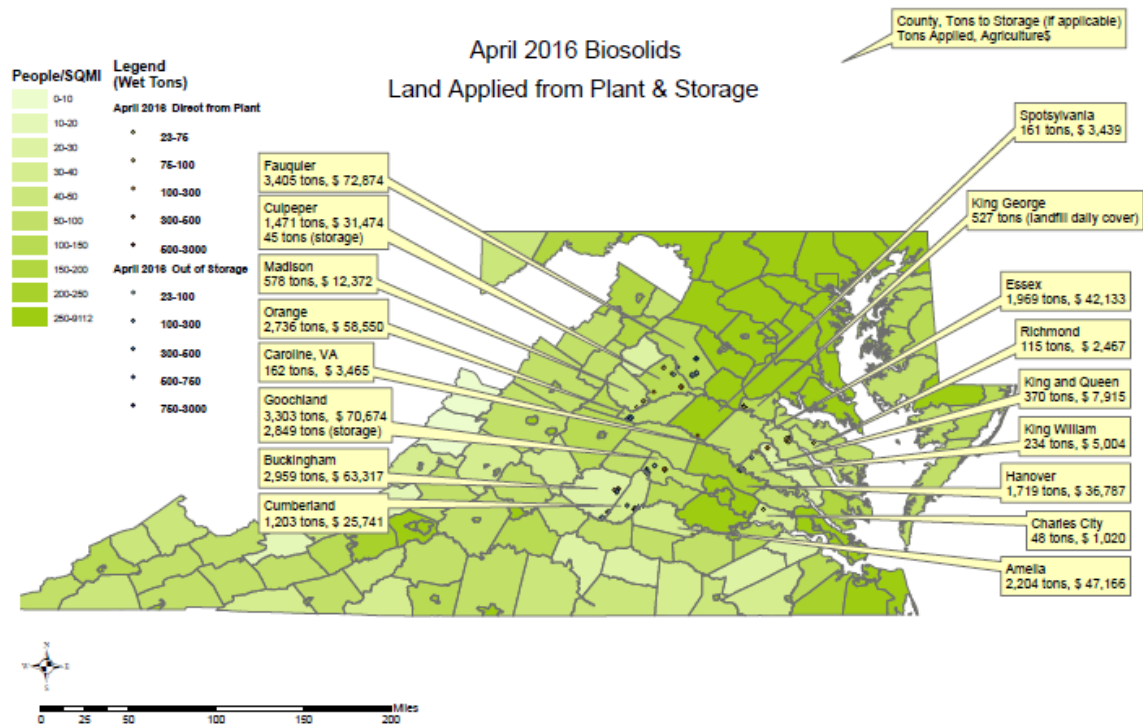 County, Tons to Storage (if applicable)
Tons Applied, Agriculture$
April 2016 Biosolids
Land Applied from Plant & Storage
People/SQMI
0-10
10-20
20-30
30-40
40-50
50-100
100-150
150-200
200-250
250-9112
Legend
(Wet Tons)
April 2016 Direct from Plant
23-75
75-100
100-300
300-500
500-3000
April 2016 Out of Storage
23-100
100-300
300-500
500-750
750-3000
Fauquier
3,405 tons, $ 72,874
Culpeper
1,471 tons, $ 31,474
45 tons (storage)
Madison
578 tons, $ 12,372
Orange
2,736 tons, $ 58,550
Caroline, VA
162 tons, $ 3,465
Goochland
3,303 tons, $ 70,674
2,849 tons (storage)
Buckingham
2,959 tons, $ 63,317
Cumberland
1,203 tons, $ 25,741
Spotsylvania
161 tons, $ 3,439
King George
527 tons (landfill daily cover)
Essex
1,969 tons, $ 42,133
Richmond
115 tons, $ 2,467
King and Queen
370 tons, $ 7,915
King William
234 tons, $ 5,004
Hanover
1,719 tons, $ 36,787
Charles City
48 tons, $ 1,020
Amelia
2,204 tons, $ 47,166
N
W E
S
Miles
0 25 50 100 150 200